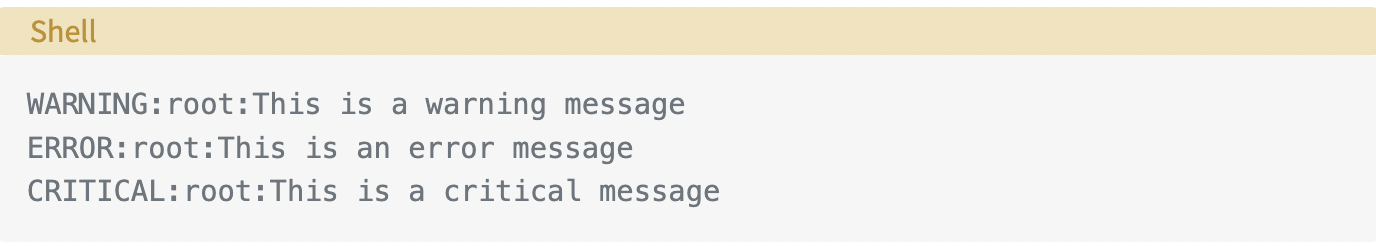 Shell
WARNING:root:This is a warning message
ERROR:root:This is an error message
CRITICAL:root:This is a critical message